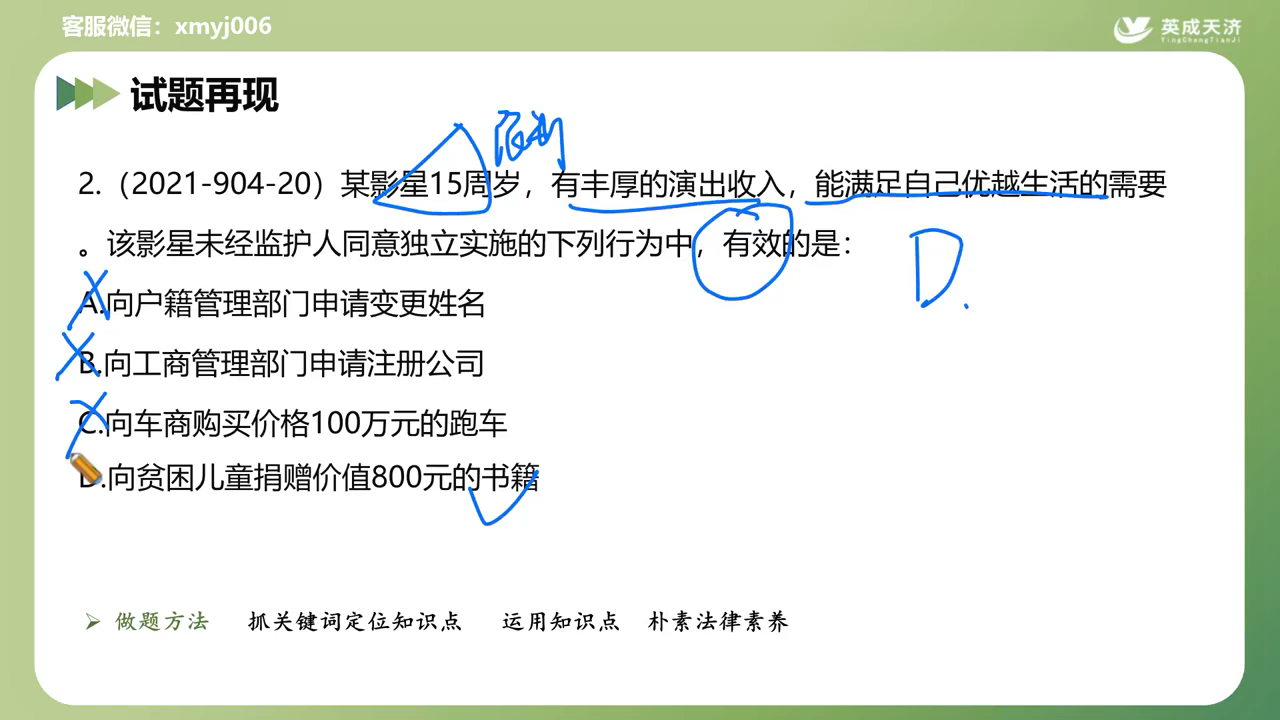 客服微信：xmyj006
英成天济
YingChengTianJi
试题再现
2.（2021-904-20）某影星15周岁，有丰厚的演出收入，能满足自己优越生活的需要
。该影星未经监护人同意独立实施的下列行为中，有效的是：
A.向户籍管理部门申请变更姓名
B.向工商管理部门申请注册公司
C.向车商购买价格100万元的跑车
D.向贫困儿童捐赠价值800元的书籍
D.
做题方法 抓关键词定位知识点 运用知识点 朴素法律素养